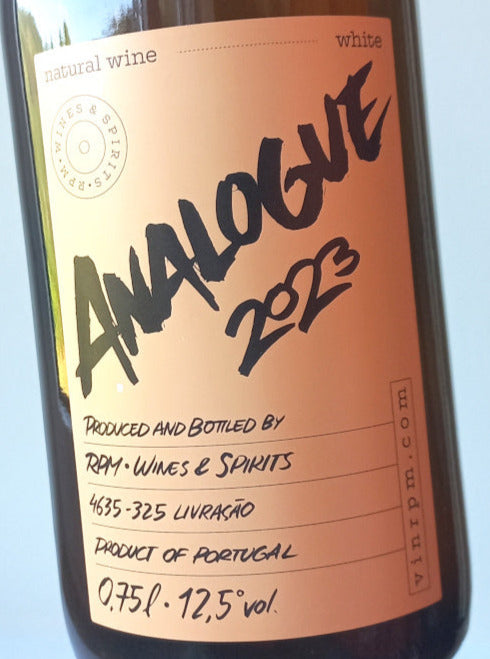 natural wine white
RPM • WINES & SPIRITS •
ANALOGUE
2023
PRODUCED AND BOTTLED BY
RPM • WINES & SPIRITS
4635-325 LIVRAÇÃO
PRODUCT OF PORTUGAL
0.75l • 12,5° vol.
vinrpm.com